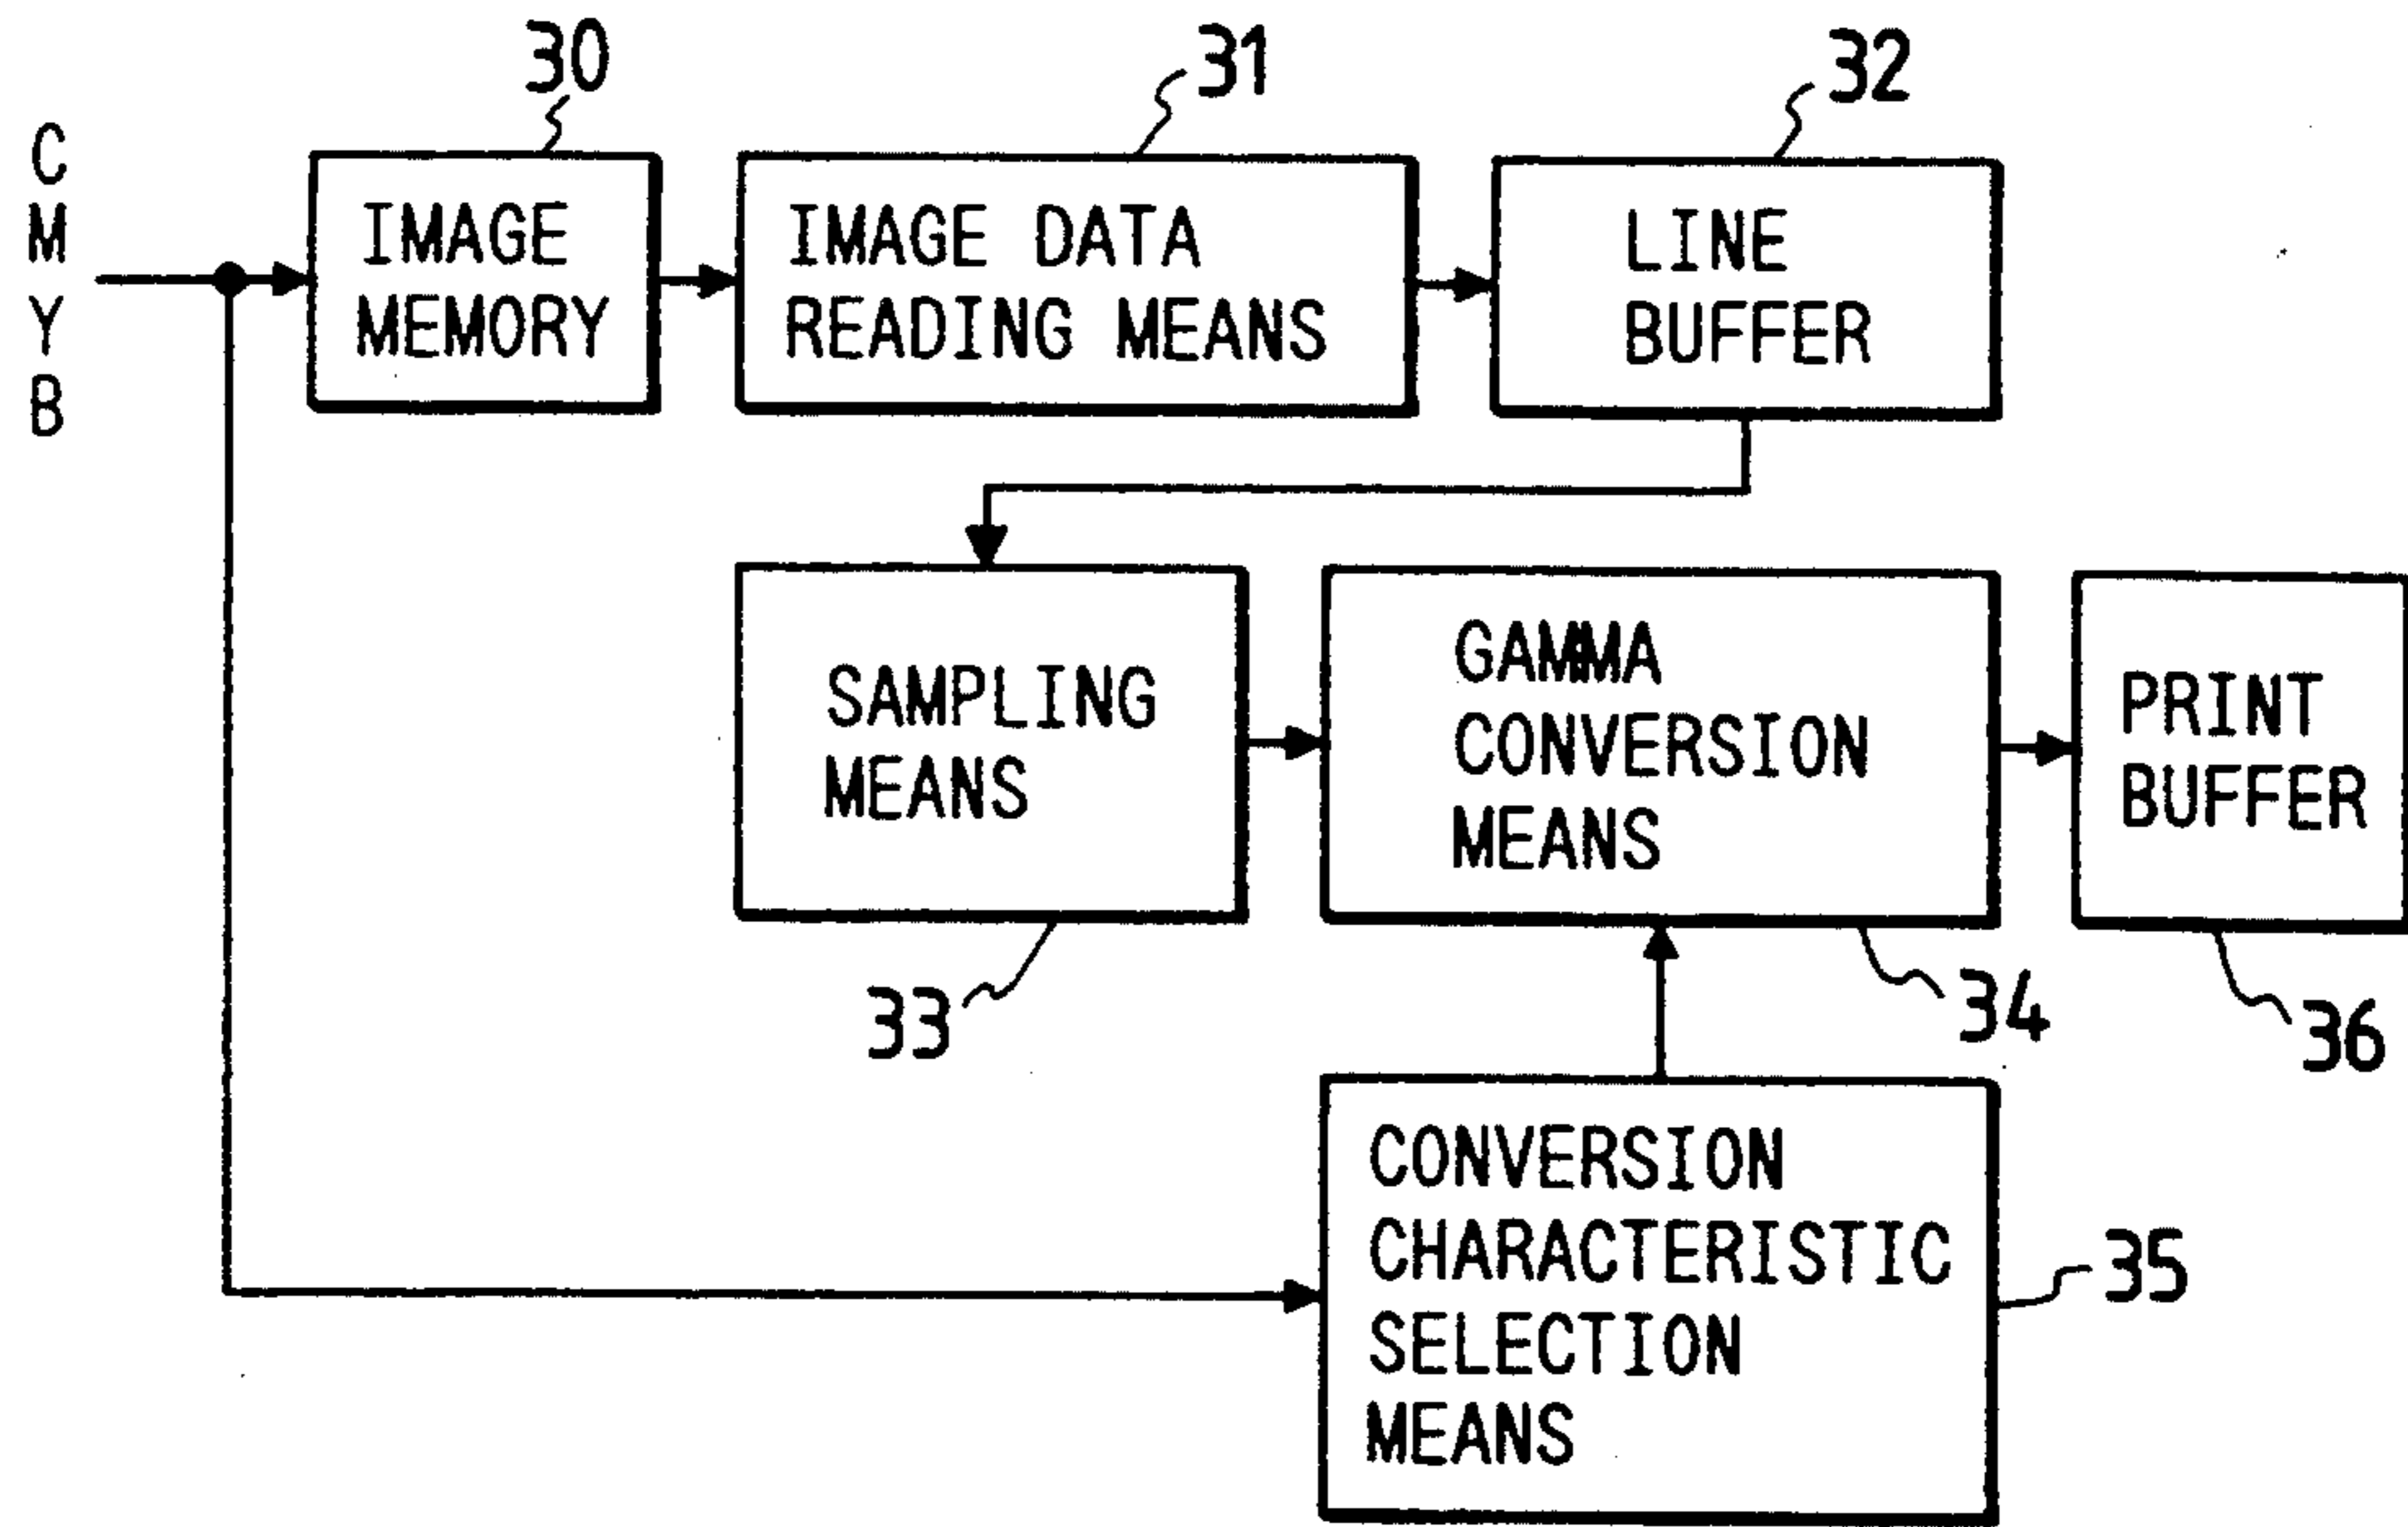 30
31
32
C
M
Y
B
IMAGE
MEMORY
IMAGE DATA
READING MEANS
LINE
BUFFER
SAMPLING
MEANS
GAMMA
CONVERSION
MEANS
PRINT
BUFFER
33
34
36
CONVERSION
CHARACTERISTIC
SELECTION
MEANS
35